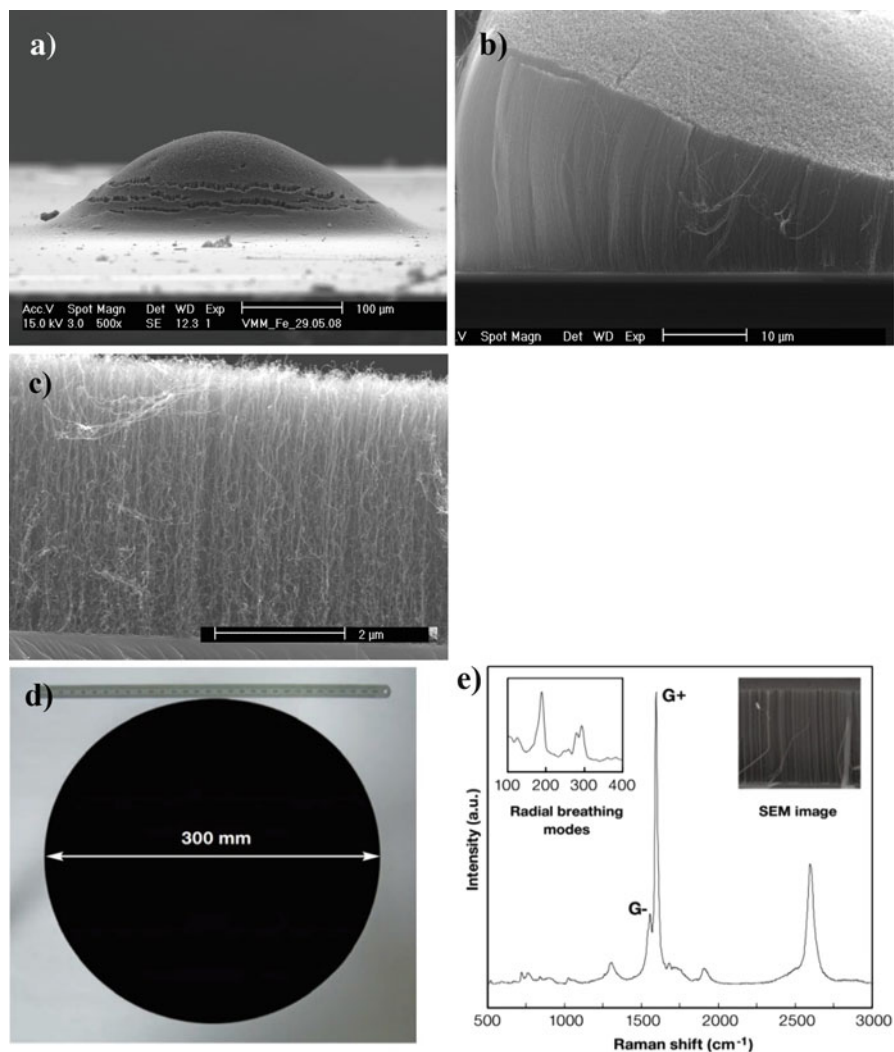 a)
Acc.V Spot Magn Det WD Exp 100 µm
15.0 kV 3.0 500x SE 12.3 1 VMM_Fe_29.05.08
b)
.V Spot Magn Det WD Exp 10 µm
c)
2 µm
d)
300 mm
e)
G+
100 200 300 400
Radial breathing
modes
SEM image
G-
Intensity (a.u.)
500 1000 1500 2000 2500 3000
Raman shift (cm⁻¹)